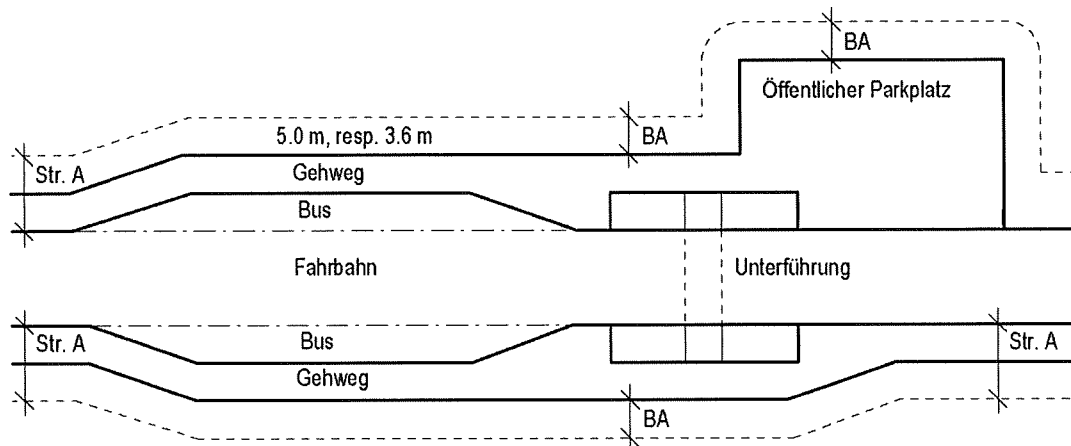 BA
Öffentlicher Parkplatz
5.0 m, resp. 3.6 m
BA
Str. A
Gehweg
Bus
Fahrbahn
Unterführung
Str. A
Bus
Str. A
Gehweg
BA